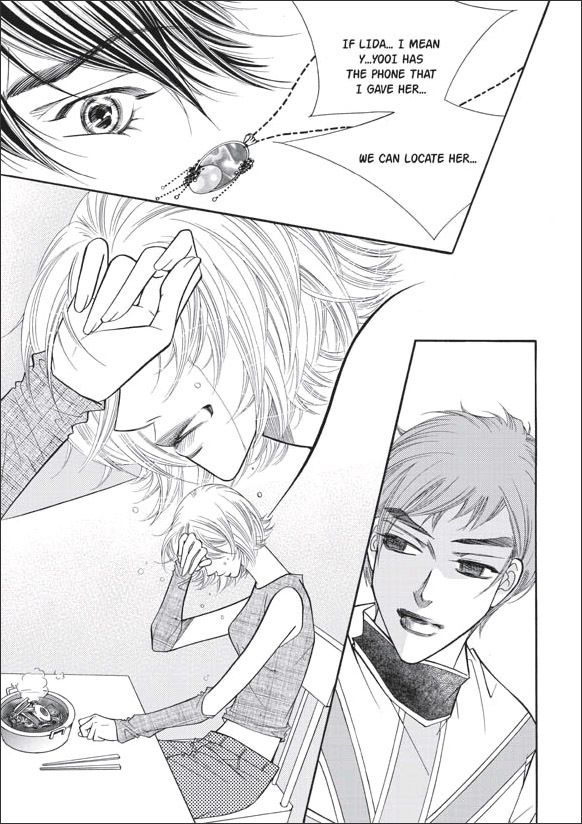 IF LIDA... I MEAN
Y...YOOI HAS
THE PHONE THAT
I GAVE HER...
WE CAN LOCATE HER...